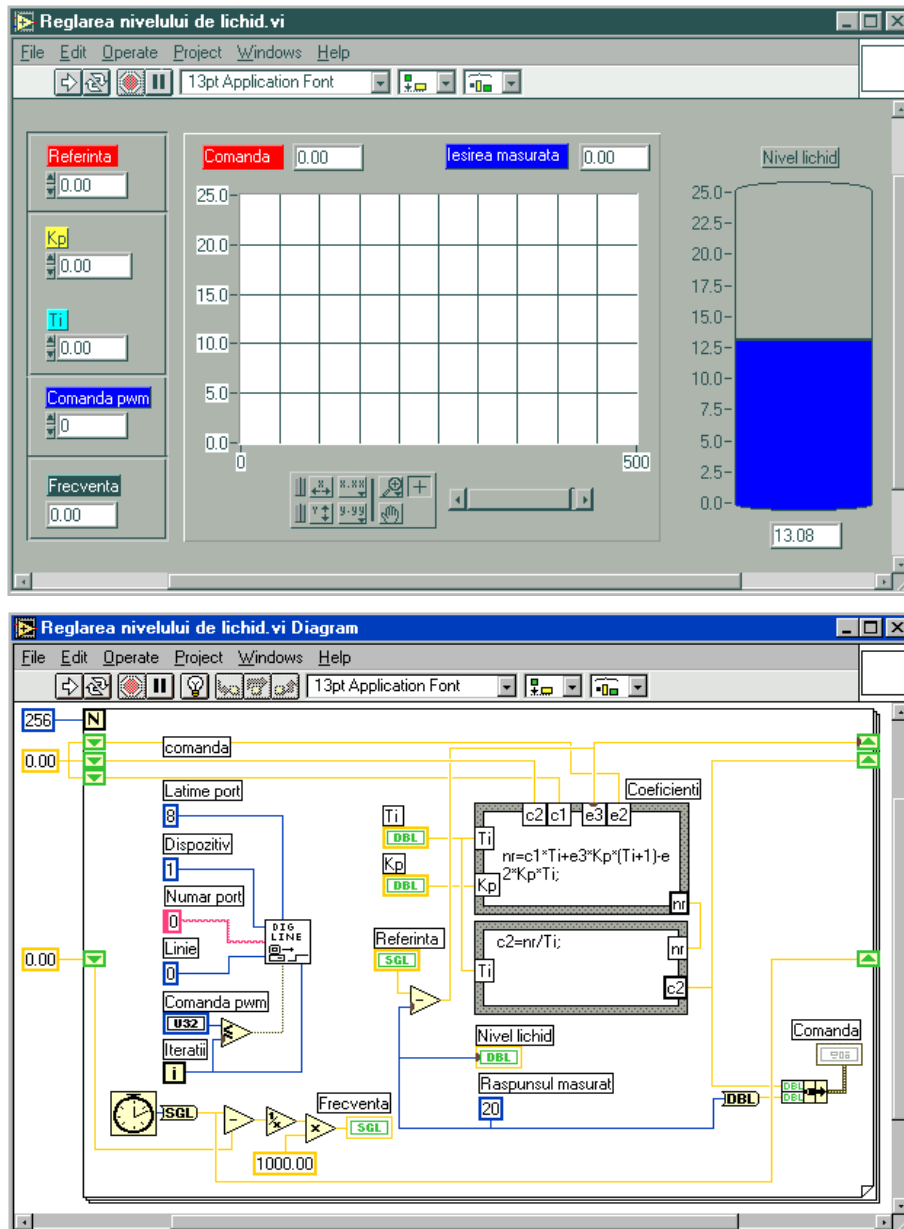 Reglarea nivelului de lichid.vi
File Edit Operate Project Windows Help
13pt Application Font
Referinta
0.00
Kp
0.00
Ti
0.00
Comanda pwm
0
Frecventa
0.00
Comanda 0.00 Iesirea masurata 0.00
25.0
20.0
15.0
10.0
5.0
0.0
0 500
Nivel lichid
25.0
22.5
20.0
17.5
15.0
12.5
10.0
7.5
5.0
2.5
0.0
13.08
Reglarea nivelului de lichid.vi Diagram
File Edit Operate Project Windows Help
13pt Application Font
256 N
0.00
comanda
Latime port
8
Dispozitiv
1
Numar port
0
Linie
0
DIG
LINE
Comanda pwm
U32
Iteratii
i
0.00
SGL
1000.00
Frecventa
SGL
Ti
DBL
Kp
DBL
Referinta
SGL
Coeficienti
c2 c1 e3 e2
Ti
Kp
nr=c1*Ti+e3*Kp*(Ti+1)-e
2*Kp*Ti;
nr
c2=nr/Ti;
nr
Ti
c2
Nivel lichid
DBL
Raspunsul masurat
20
DBL
Comanda
DBL
DBL